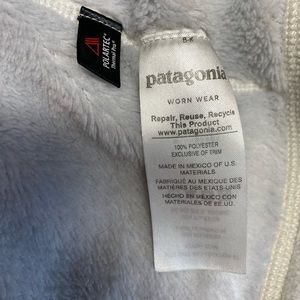 POLARTEC
Thermal Pro
B-K
patagonia
WORN WEAR
Repair, Reuse, Recycle
This Product
www.patagonia.com
100% POLYESTER
EXCLUSIVE OF TRIM
MADE IN MEXICO OF U.S.
MATERIALS
FABRIQUÉ AU MEXIQUE DES
MATIÈRES DES ETATS-UNIS
HECHO EN MÉXICO CON
MATERIALES DE EE.UU.